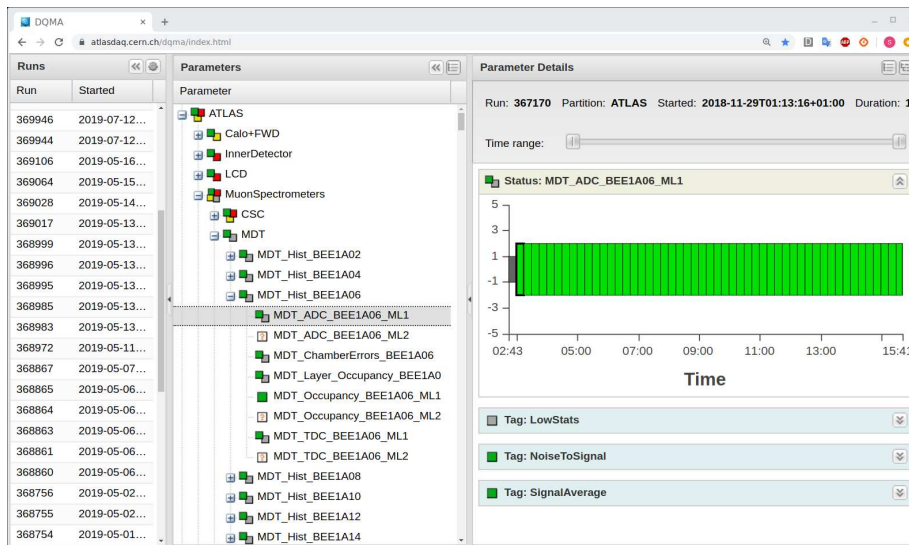 DQMA
atlasdaq.cern.ch/dqma/index.html
Runs
Run Started
369946 2019-07-12...
369944 2019-07-12...
369106 2019-05-16...
369064 2019-05-15...
369028 2019-05-14...
369017 2019-05-13...
368999 2019-05-13...
368996 2019-05-13...
368995 2019-05-13...
368985 2019-05-13...
368983 2019-05-13...
368972 2019-05-11...
368867 2019-05-07...
368865 2019-05-06...
368864 2019-05-06...
368863 2019-05-06...
368861 2019-05-06...
368860 2019-05-06...
368756 2019-05-02...
368755 2019-05-02...
368754 2019-05-01...
Parameters
Parameter
ATLAS
Calo+FWD
InnerDetector
LCD
MuonSpectrometers
CSC
MDT
MDT_Hist_BEE1A02
MDT_Hist_BEE1A04
MDT_Hist_BEE1A06
MDT_ADC_BEE1A06_ML1
MDT_ADC_BEE1A06_ML2
MDT_ChamberErrors_BEE1A06
MDT_Layer_Occupancy_BEE1A0
MDT_Occupancy_BEE1A06_ML1
MDT_Occupancy_BEE1A06_ML2
MDT_TDC_BEE1A06_ML1
MDT_TDC_BEE1A06_ML2
MDT_Hist_BEE1A08
MDT_Hist_BEE1A10
MDT_Hist_BEE1A12
MDT_Hist_BEE1A14
Parameter Details
Run: 367170 Partition: ATLAS Started: 2018-11-29T01:13:16+01:00 Duration: 1
Time range:
Status: MDT_ADC_BEE1A06_ML1
5
3
1
-1
-3
-5
02:43 05:00 07:00 09:00 11:00 13:00 15:41
Time
Tag: LowStats
Tag: NoiseToSignal
Tag: SignalAverage